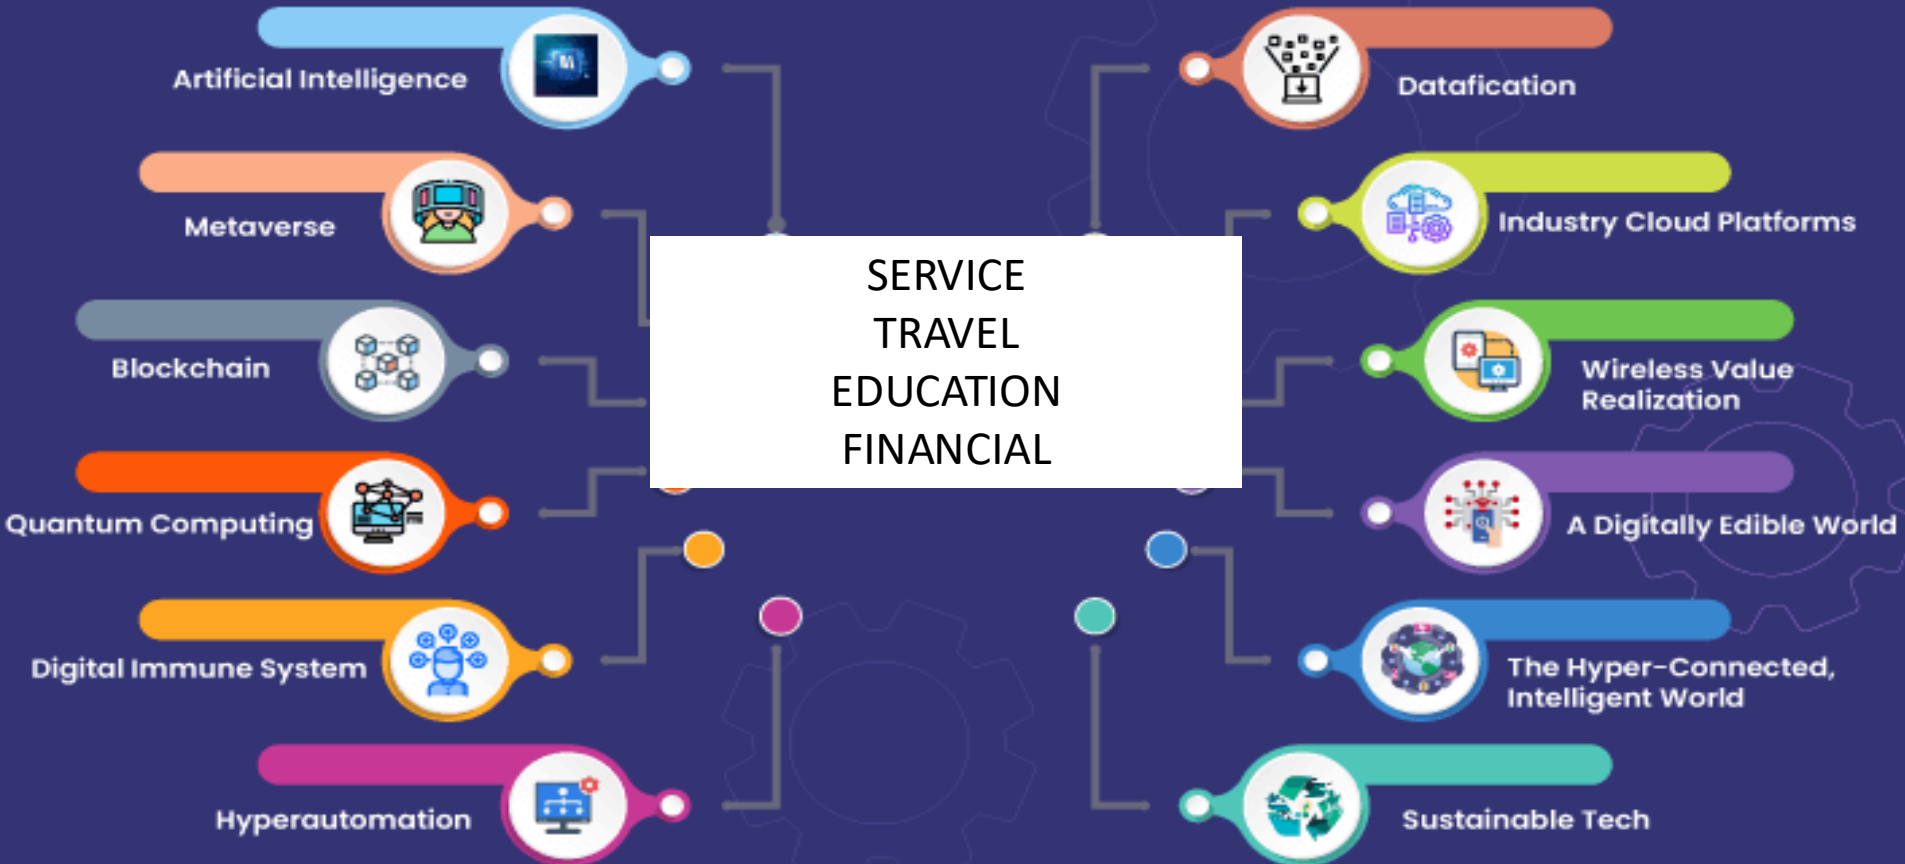 Artificial Intelligence
Metaverse
Blockchain
Quantum Computing
Digital Immune System
Hyperautomation
SERVICE
TRAVEL
EDUCATION
FINANCIAL
Datafication
Industry Cloud Platforms
Wireless Value
Realization
A Digitally Edible World
The Hyper-Connected,
Intelligent World
Sustainable Tech